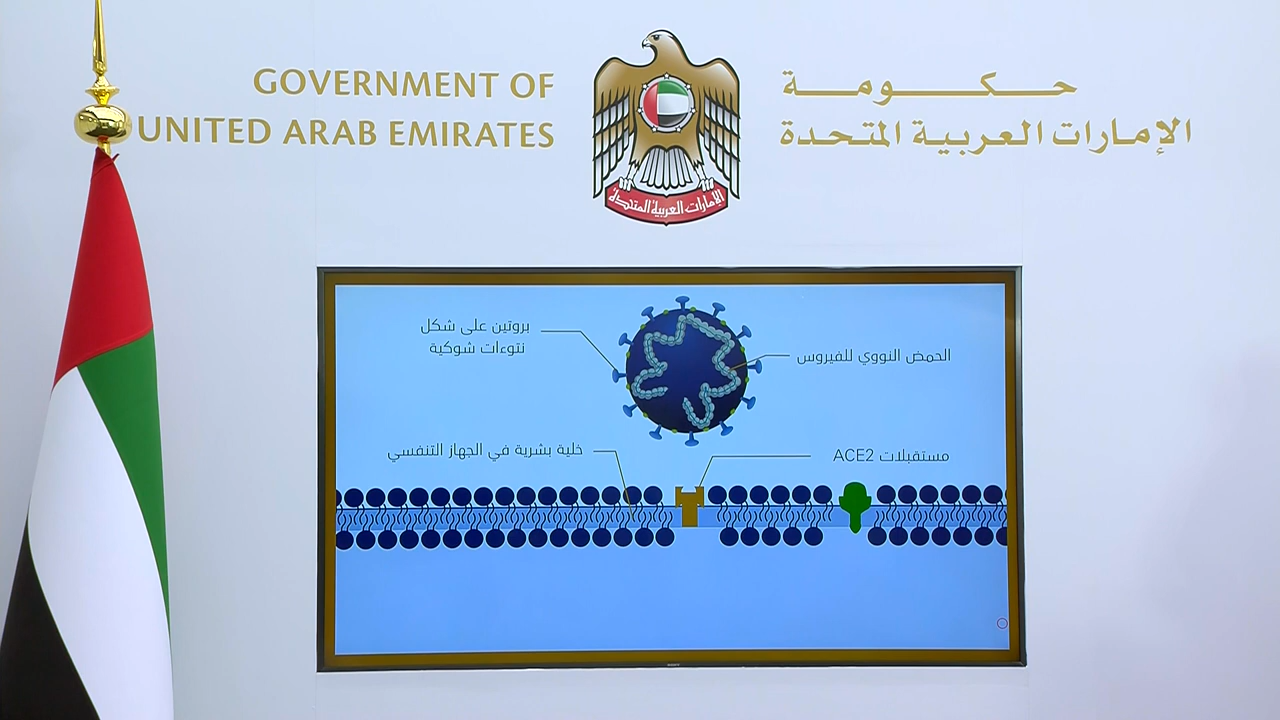 GOVERNMENT OF
UNITED ARAB EMIRATES
حكومة
الإمارات العربية المتحدة
الإمارات العربية المتحدة
بروتين على شكل
نتوءات شوكية
الحمض النووي للفيروس
خلية بشرية في الجهاز التنفسي
مستقبلات ACE2